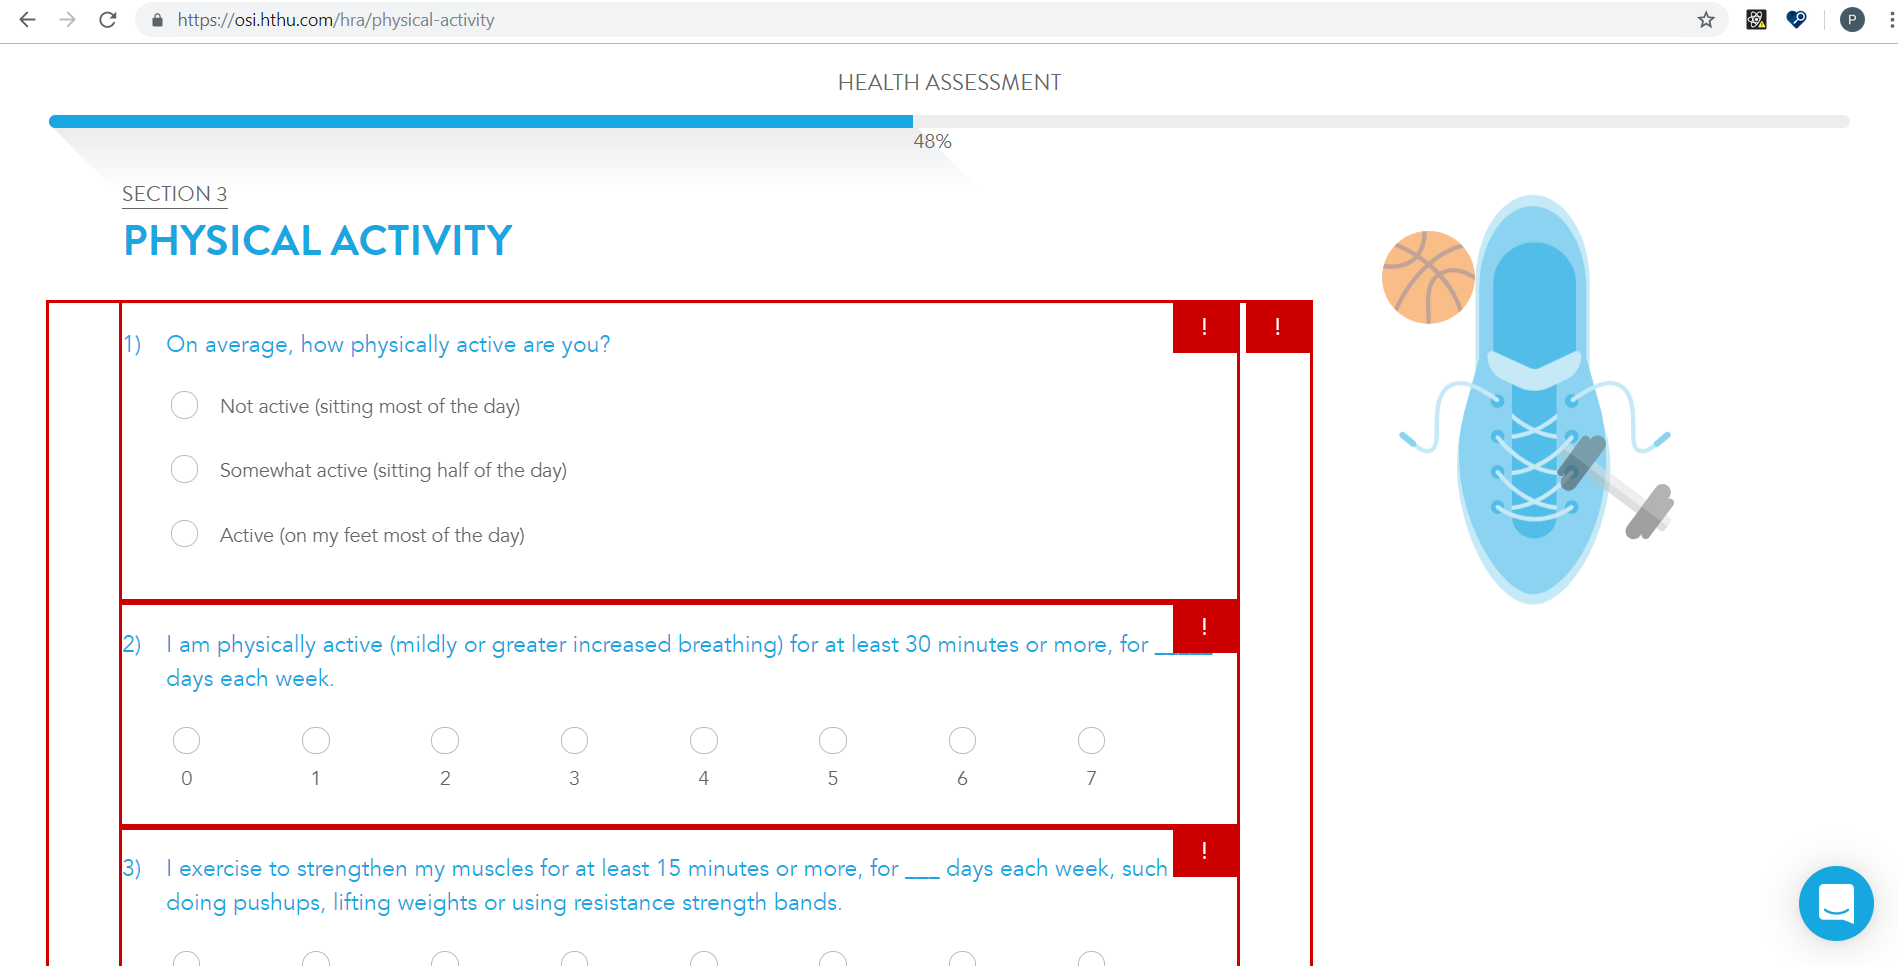 https://osi.hthu.com/hra/physical-activity
P
HEALTH ASSESSMENT
48%
SECTION 3
PHYSICAL ACTIVITY
! !
1) On average, how physically active are you?
Not active (sitting most of the day)
Somewhat active (sitting half of the day)
Active (on my feet most of the day)
!
2) I am physically active (mildly or greater increased breathing) for at least 30 minutes or more, for _____
days each week.
0 1 2 3 4 5 6 7
!
3) I exercise to strengthen my muscles for at least 15 minutes or more, for ___ days each week, such
doing pushups, lifting weights or using resistance strength bands.